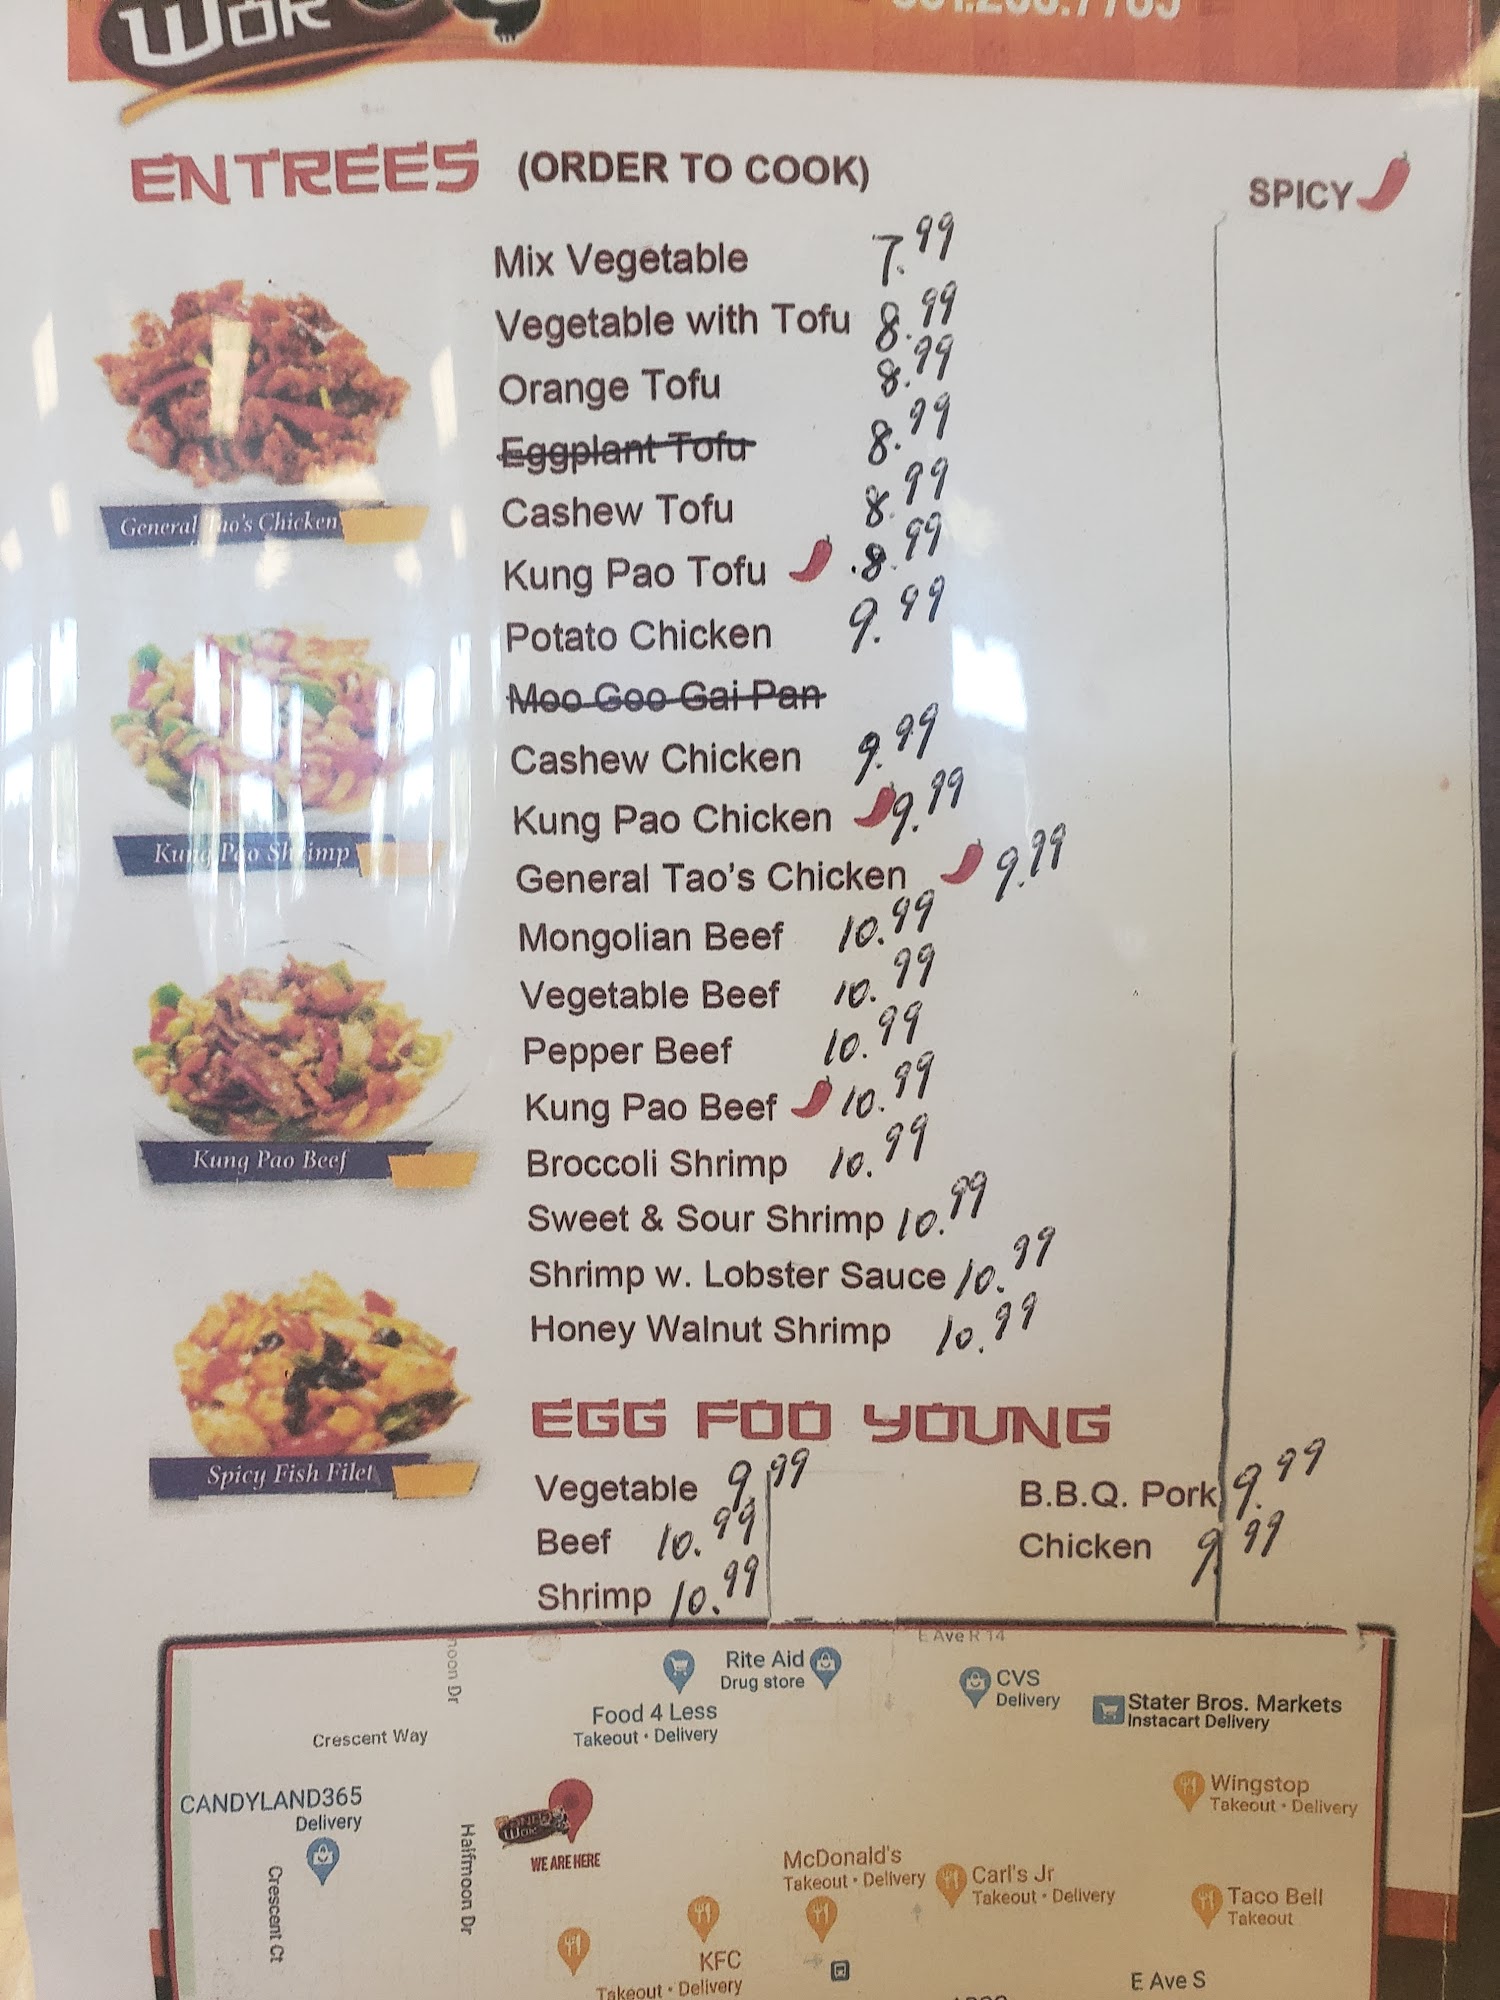 Wok
ENTREES (ORDER TO COOK)
SPICY
Mix Vegetable 7.99
Vegetable with Tofu 8.99
Orange Tofu 8.99
Eggplant Tofu 8.99
Cashew Tofu 8.99
Kung Pao Tofu .8.99
Potato Chicken 9.99
Moo Goo Gai Pan
Cashew Chicken 9.99
Kung Pao Chicken 9.99
General Tao's Chicken 9.99
Mongolian Beef 10.99
Vegetable Beef 10.99
Pepper Beef 10.99
Kung Pao Beef 10.99
Broccoli Shrimp 10.99
Sweet & Sour Shrimp 10.99
Shrimp w. Lobster Sauce 10.99
Honey Walnut Shrimp 10.99
General Tao's Chicken
Kung Pao Shrimp
Kung Pao Beef
Spicy Fish Filet
EGG FOO YOUNG
Vegetable 9.99
Beef 10.99
Shrimp 10.99
B.B.Q. Pork 9.99
Chicken 9.99
E Ave R 14
moon Dr
Rite Aid
Drug store
CVS
Delivery
Food 4 Less
Takeout • Delivery
Stater Bros. Markets
Instacart Delivery
Crescent Way
CANDYLAND365
Delivery
Wingstop
Takeout • Delivery
Wok
WE ARE HERE
Halfmoon Dr
Crescent Ct
McDonald's
Takeout • Delivery
Carl's Jr
Takeout • Delivery
Taco Bell
Takeout
KFC
Takeout • Delivery
E Ave S